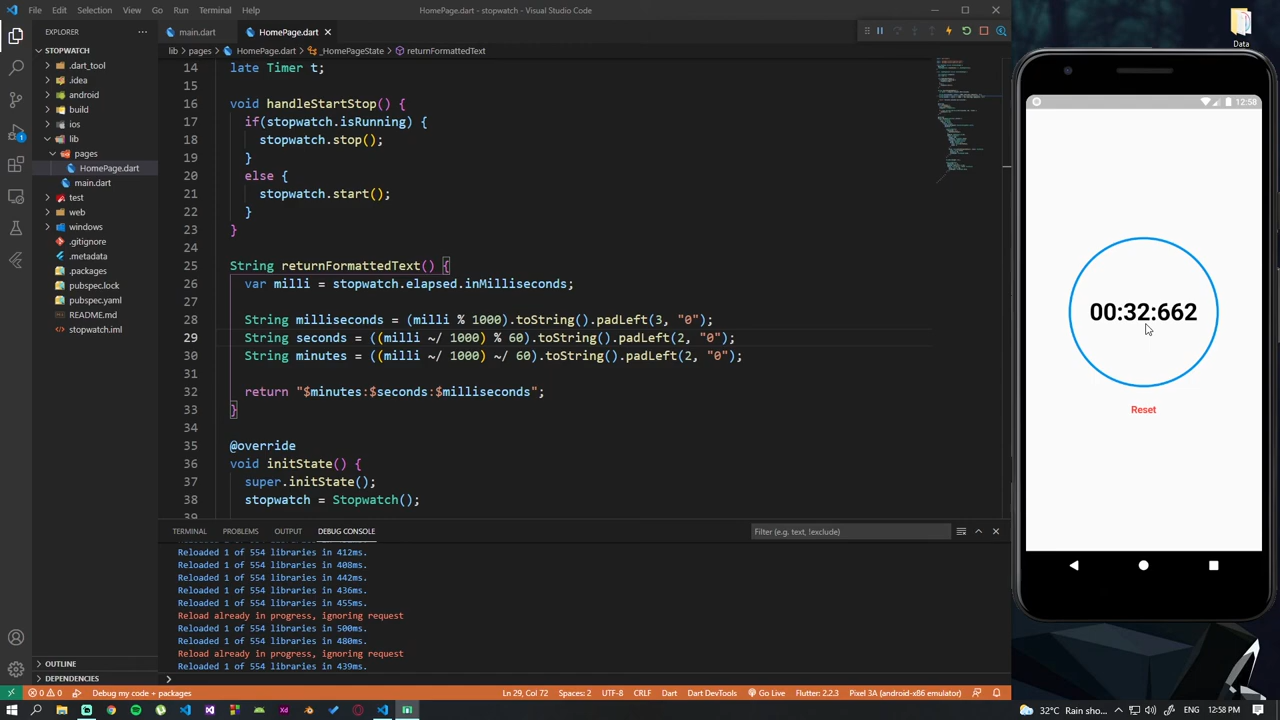 File Edit Selection View Go Run Terminal Help
HomePage.dart - stopwatch - Visual Studio Code
EXPLORER
STOPWATCH
.dart_tool
.idea
android
build
ios
lib
pages
HomePage.dart
main.dart
test
web
windows
.gitignore
.metadata
.packages
pubspec.lock
pubspec.yaml
README.md
stopwatch.iml
OUTLINE
DEPENDENCIES
main.dart
HomePage.dart
lib > pages > HomePage.dart > _HomePageState > returnFormattedText
14 late Timer t;
15
16 void handleStartStop() {
17 if(stopwatch.isRunning) {
18 stopwatch.stop();
19 }
20 else {
21 stopwatch.start();
22 }
23 }
24
25 String returnFormattedText() {
26 var milli = stopwatch.elapsed.inMilliseconds;
27
28 String milliseconds = (milli % 1000).toString().padLeft(3, "0");
29 String seconds = ((milli ~/ 1000) % 60).toString().padLeft(2, "0");
30 String minutes = ((milli ~/ 1000) ~/ 60).toString().padLeft(2, "0");
31
32 return "$minutes:$seconds:$milliseconds";
33 }
34
35 @override
36 void initState() {
37 super.initState();
38 stopwatch = Stopwatch();
39
TERMINAL PROBLEMS OUTPUT DEBUG CONSOLE
Filter (e.g. text, !exclude)
Reloaded 1 of 554 libraries in 412ms.
Reloaded 1 of 554 libraries in 408ms.
Reloaded 1 of 554 libraries in 442ms.
Reloaded 1 of 554 libraries in 436ms.
Reloaded 1 of 554 libraries in 455ms.
Reload already in progress, ignoring request
Reloaded 1 of 554 libraries in 500ms.
Reloaded 1 of 554 libraries in 480ms.
Reload already in progress, ignoring request
Reloaded 1 of 554 libraries in 439ms.
0 0 Debug my code + packages
Ln 29, Col 72 Spaces: 2 UTF-8 CRLF Dart Dart DevTools Go Live Flutter: 2.2.3 Pixel 3A (android-x86 emulator)
Data
12:58
00:32:662
Reset
32°C Rain sho... ENG 12:58 PM